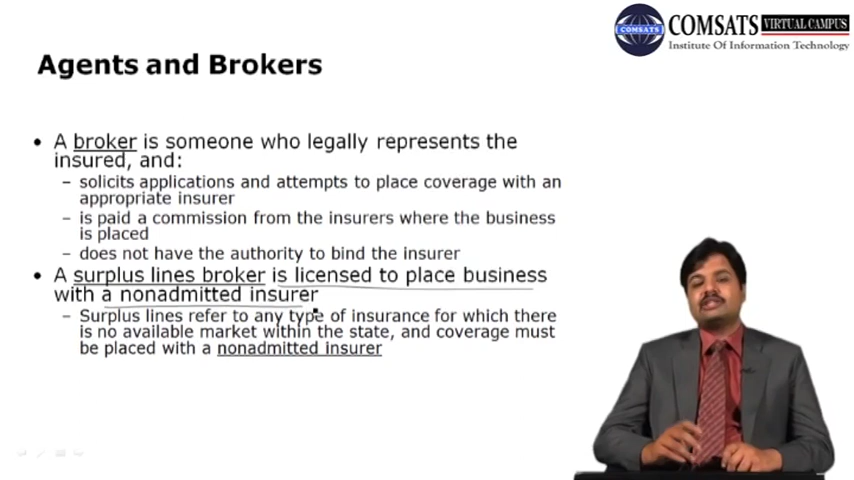 COMSATS VIRTUAL CAMPUS
COMSATS
Institute Of Information Technology
Agents and Brokers
• A broker is someone who legally represents the
insured, and:
– solicits applications and attempts to place coverage with an
appropriate insurer
– is paid a commission from the insurers where the business
is placed
– does not have the authority to bind the insurer
• A surplus lines broker is licensed to place business
with a nonadmitted insurer
– Surplus lines refer to any type of insurance for which there
is no available market within the state, and coverage must
be placed with a nonadmitted insurer